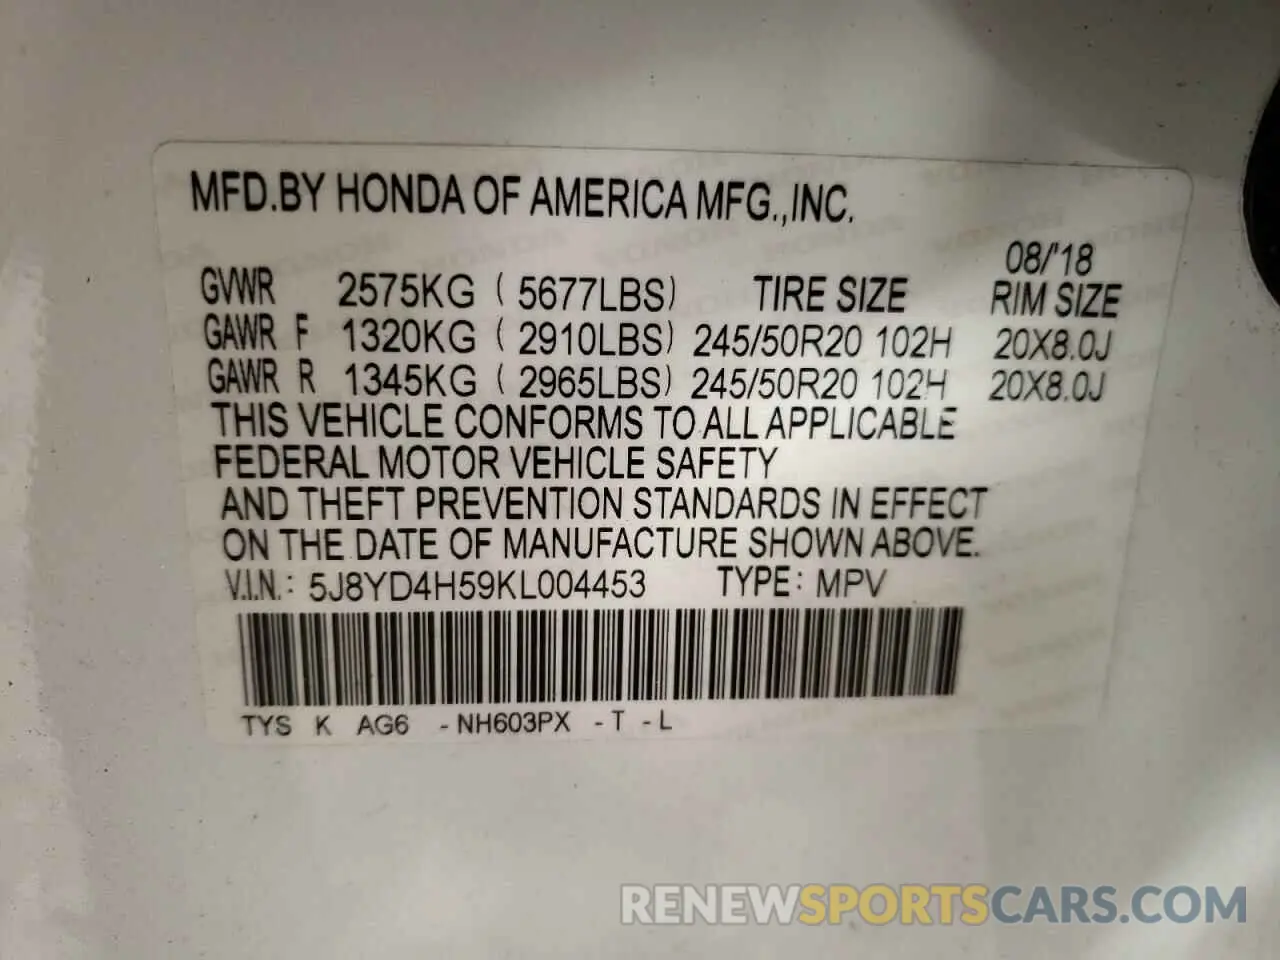 MFD.BY HONDA OF AMERICA MFG.,INC.
08/'18
GVWR 2575KG ( 5677LBS) TIRE SIZE RIM SIZE
GAWR F 1320KG ( 2910LBS) 245/50R20 102H 20X8.0J
GAWR R 1345KG ( 2965LBS) 245/50R20 102H 20X8.0J
THIS VEHICLE CONFORMS TO ALL APPLICABLE
FEDERAL MOTOR VEHICLE SAFETY
AND THEFT PREVENTION STANDARDS IN EFFECT
ON THE DATE OF MANUFACTURE SHOWN ABOVE.
V.I.N.: 5J8YD4H59KL004453 TYPE: MPV
TYS K AG6 -NH603PX -T -L
RENEWSPORTSCARS.COM